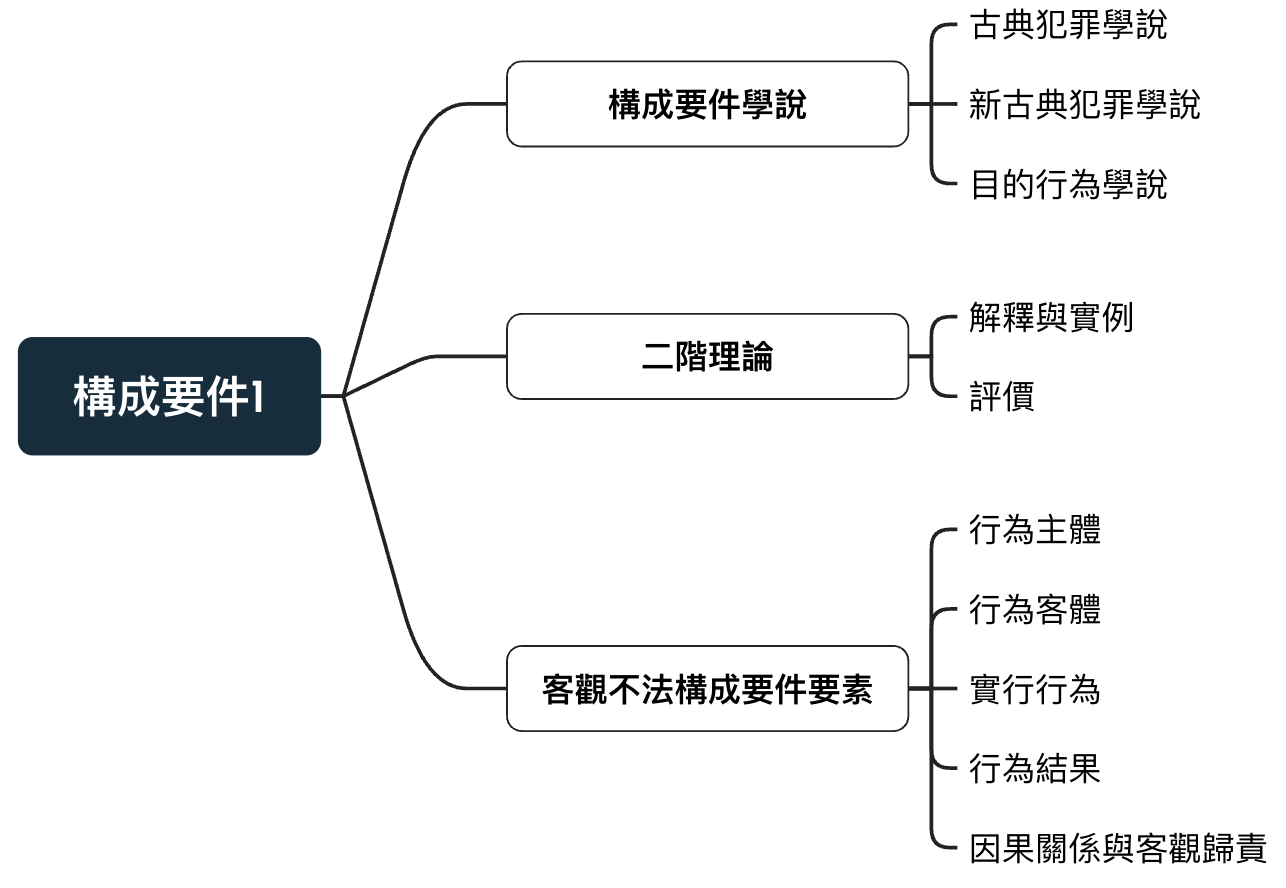 構成要件1
構成要件學說
古典犯罪學說
新古典犯罪學說
目的行為學說
二階理論
解釋與實例
評價
客觀不法構成要件要素
行為主體
行為客體
實行行為
行為結果
因果關係與客觀歸責